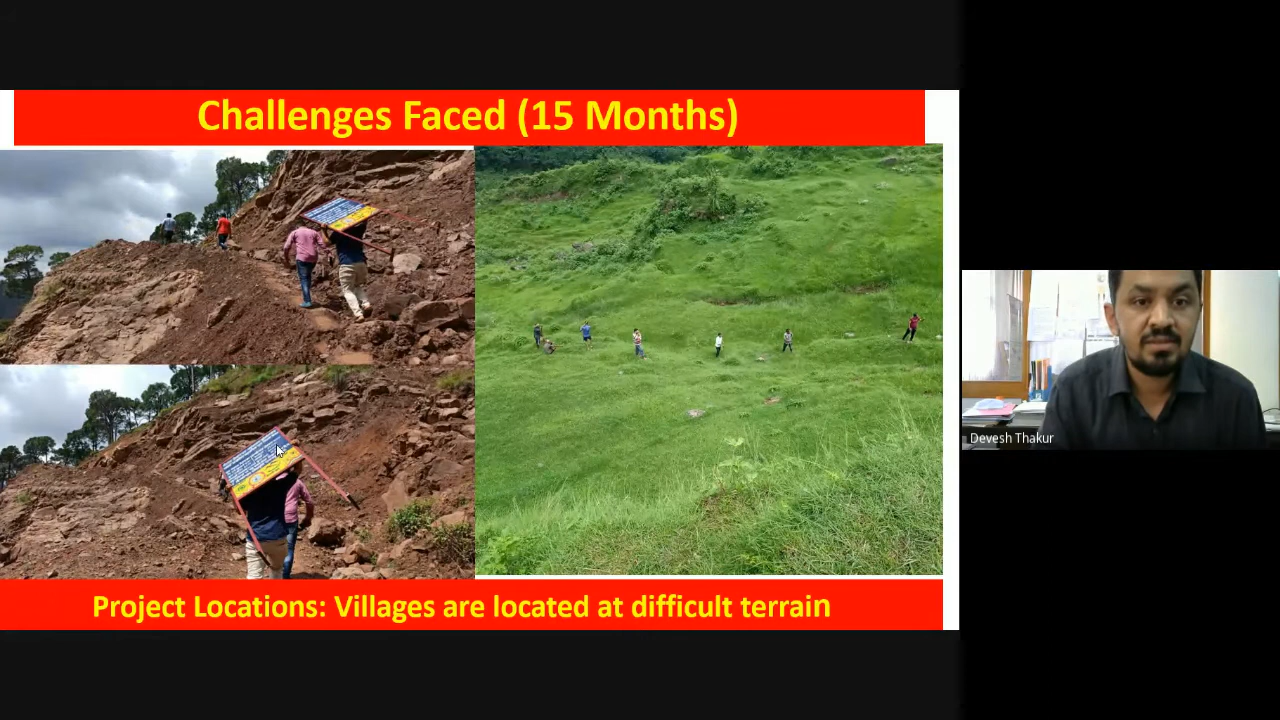 Challenges Faced (15 Months)
Project Locations: Villages are located at difficult terrain
Devesh Thakur